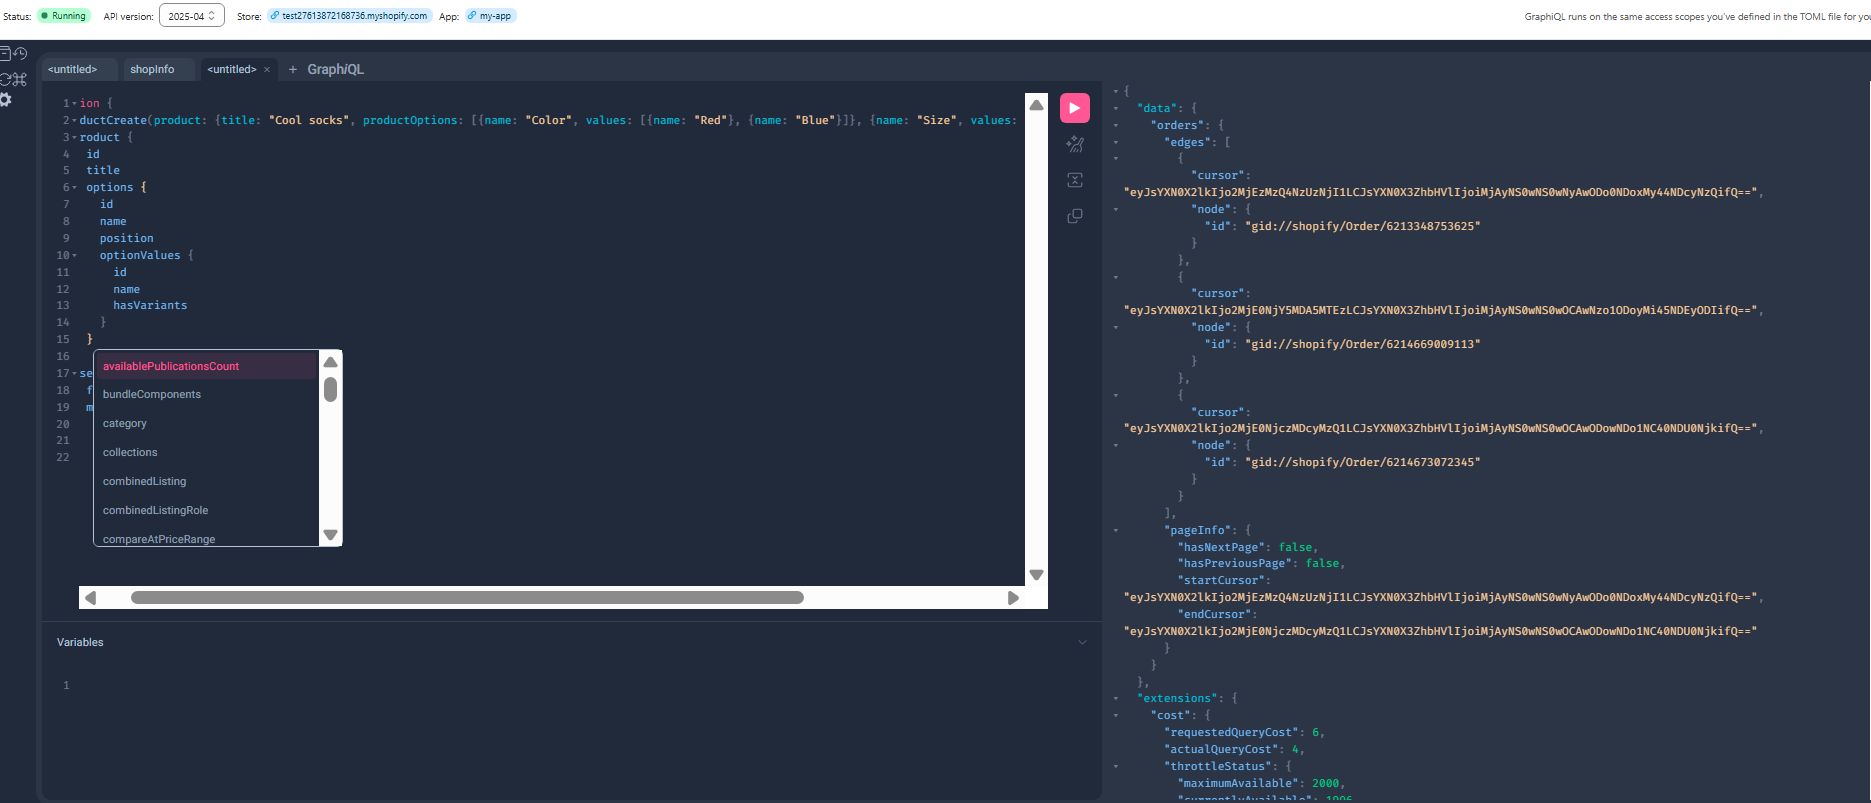 Status: Running API version: 2025-04 Store: test27613872168736.myshopify.com App: my-app
GraphiQL runs on the same access scopes you've defined in the TOML file for you
<untitled> shopInfo <untitled> × + GraphiQL
1 ion {
2 ductCreate(product: {title: "Cool socks", productOptions: [{name: "Color", values: [{name: "Red"}, {name: "Blue"}]}, {name: "Size", values:
3 roduct {
4 id
5 title
6 options {
7 id
8 name
9 position
10 optionValues {
11 id
12 name
13 hasVariants
14 }
15 }
16
17 se
18 f
19 m
20
21
22
availablePublicationsCount
bundleComponents
category
collections
combinedListing
combinedListingRole
compareAtPriceRange
Variables
1
{
"data": {
"orders": {
"edges": [
{
"cursor":
"eyJsYXN0X2lkIjo2MjEzMzQ4NzUzNjI1LCJsYXN0X3ZhbHVlIjoiMjAyNS0wNS0wNyAwODo0NDoxMy44NDcyNzQifQ==",
"node": {
"id": "gid://shopify/Order/6213348753625"
}
},
{
"cursor":
"eyJsYXN0X2lkIjo2MjE0NjY5MDA5MTEzLCJsYXN0X3ZhbHVlIjoiMjAyNS0wNS0wOCAwNzo1ODoyMi45NDEyODIifQ==",
"node": {
"id": "gid://shopify/Order/6214669009113"
}
},
{
"cursor":
"eyJsYXN0X2lkIjo2MjE0NjczMDcyMzQ1LCJsYXN0X3ZhbHVlIjoiMjAyNS0wNS0wOCAwODowNDo1NC40NDU0NjkifQ==",
"node": {
"id": "gid://shopify/Order/6214673072345"
}
}
],
"pageInfo": {
"hasNextPage": false,
"hasPreviousPage": false,
"startCursor":
"eyJsYXN0X2lkIjo2MjEzMzQ4NzUzNjI1LCJsYXN0X3ZhbHVlIjoiMjAyNS0wNS0wNyAwODo0NDoxMy44NDcyNzQifQ==",
"endCursor":
"eyJsYXN0X2lkIjo2MjE0NjczMDcyMzQ1LCJsYXN0X3ZhbHVlIjoiMjAyNS0wNS0wOCAwODowNDo1NC40NDU0NjkifQ=="
}
}
},
"extensions": {
"cost": {
"requestedQueryCost": 6,
"actualQueryCost": 4,
"throttleStatus": {
"maximumAvailable": 2000,
"currentlyAvailable": 1996